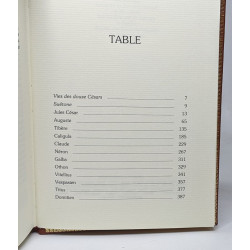 TABLE
Vies des douze Césars 7
Suétone 9
Jules César 13
Auguste 65
Tibère 135
Caligula 185
Claude 229
Néron 267
Galba 311
Othon 329
Vitellius 341
Vespasien 357
Titus 377
Domitien 387